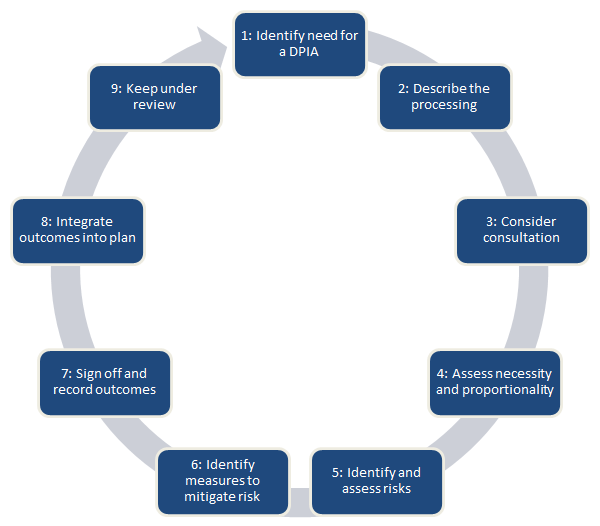 1: Identify need for
a DPIA
2: Describe the
processing
3: Consider
consultation
4: Assess necessity
and proportionality
5: Identify and
assess risks
6: Identify
measures to
mitigate risk
7: Sign off and
record outcomes
8: Integrate
outcomes into plan
9: Keep under
review